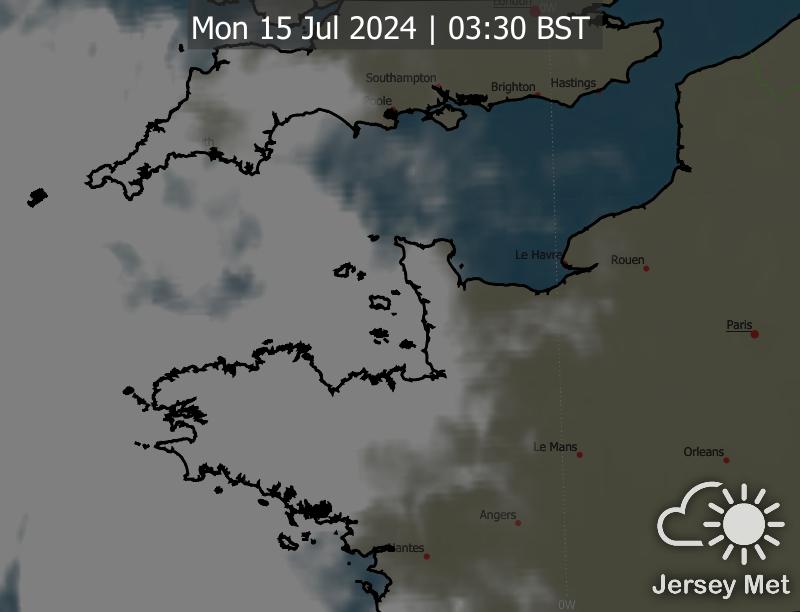 London
0W
Mon 15 Jul 2024 | 03:30 BST
Southampton
Brighton
Hastings
Poole
Le Havre
Rouen
Paris
Le Mans
Orleans
Angers
Nantes
Jersey Met
0W